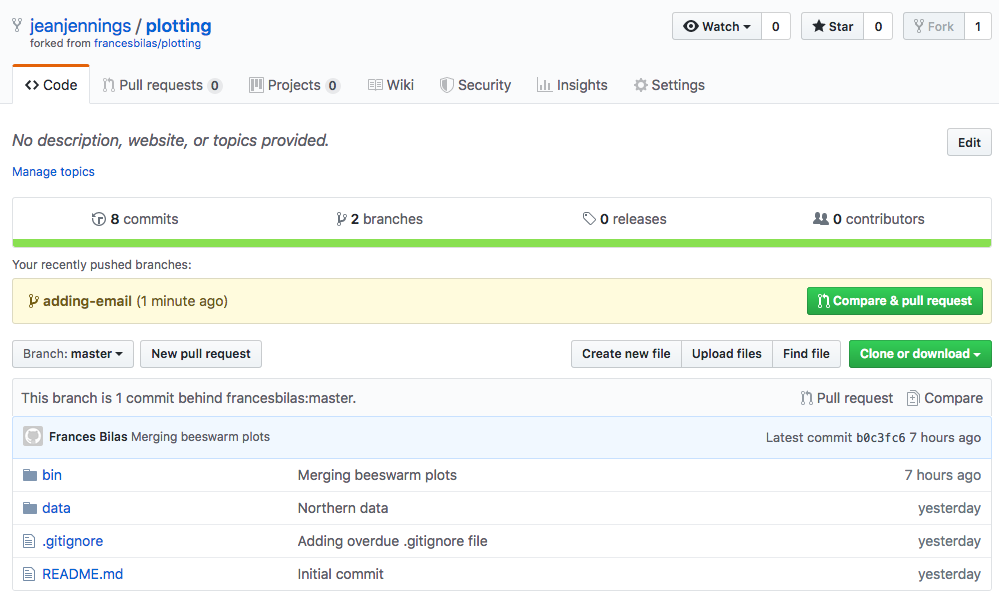 jeanjennings / plotting
forked from francesbilas/plotting
Watch 0 Star 0 Fork 1
Code Pull requests 0 Projects 0 Wiki Security Insights Settings
No description, website, or topics provided.
Edit
Manage topics
8 commits 2 branches 0 releases 0 contributors
Your recently pushed branches:
adding-email (1 minute ago) Compare & pull request
Branch: master New pull request Create new file Upload files Find file Clone or download
This branch is 1 commit behind francesbilas:master. Pull request Compare
Frances Bilas Merging beeswarm plots Latest commit b0c3fc6 7 hours ago
bin Merging beeswarm plots 7 hours ago
data Northern data yesterday
.gitignore Adding overdue .gitignore file yesterday
README.md Initial commit yesterday